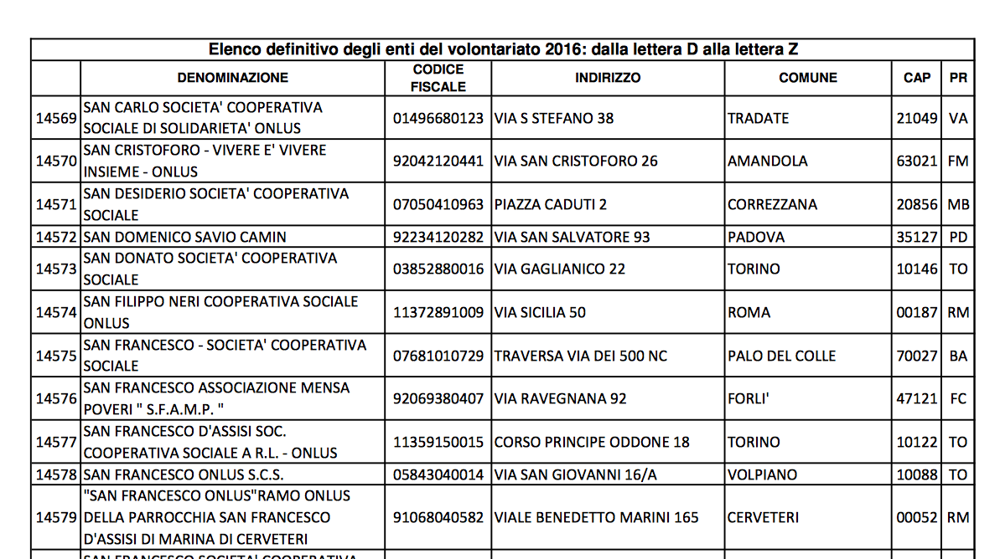 Elenco definitivo degli enti del volontariato 2016: dalla lettera D alla lettera Z
DENOMINAZIONE CODICE FISCALE INDIRIZZO COMUNE CAP PR
14569 SAN CARLO SOCIETA' COOPERATIVA SOCIALE DI SOLIDARIETA' ONLUS 01496680123 VIA S STEFANO 38 TRADATE 21049 VA
14570 SAN CRISTOFORO - VIVERE E' VIVERE INSIEME - ONLUS 92042120441 VIA SAN CRISTOFORO 26 AMANDOLA 63021 FM
14571 SAN DESIDERIO SOCIETA' COOPERATIVA SOCIALE 07050410963 PIAZZA CADUTI 2 CORREZZANA 20856 MB
14572 SAN DOMENICO SAVIO CAMIN 92234120282 VIA SAN SALVATORE 93 PADOVA 35127 PD
14573 SAN DONATO SOCIETA' COOPERATIVA SOCIALE 03852880016 VIA GAGLIANICO 22 TORINO 10146 TO
14574 SAN FILIPPO NERI COOPERATIVA SOCIALE ONLUS 11372891009 VIA SICILIA 50 ROMA 00187 RM
14575 SAN FRANCESCO - SOCIETA' COOPERATIVA SOCIALE 07681010729 TRAVERSA VIA DEI 500 NC PALO DEL COLLE 70027 BA
14576 SAN FRANCESCO ASSOCIAZIONE MENSA POVERI " S.F.A.M.P. " 92069380407 VIA RAVEGNANA 92 FORLI' 47121 FC
14577 SAN FRANCESCO D'ASSISI SOC. COOPERATIVA SOCIALE A R.L. - ONLUS 11359150015 CORSO PRINCIPE ODDONE 18 TORINO 10122 TO
14578 SAN FRANCESCO ONLUS S.C.S. 05843040014 VIA SAN GIOVANNI 16/A VOLPIANO 10088 TO
14579 "SAN FRANCESCO ONLUS"RAMO ONLUS DELLA PARROCCHIA SAN FRANCESCO D'ASSISI DI MARINA DI CERVETERI 91068040582 VIALE BENEDETTO MARINI 165 CERVETERI 00052 RM
SAN FRANCESCO SOCIETA' COOPERATIVA